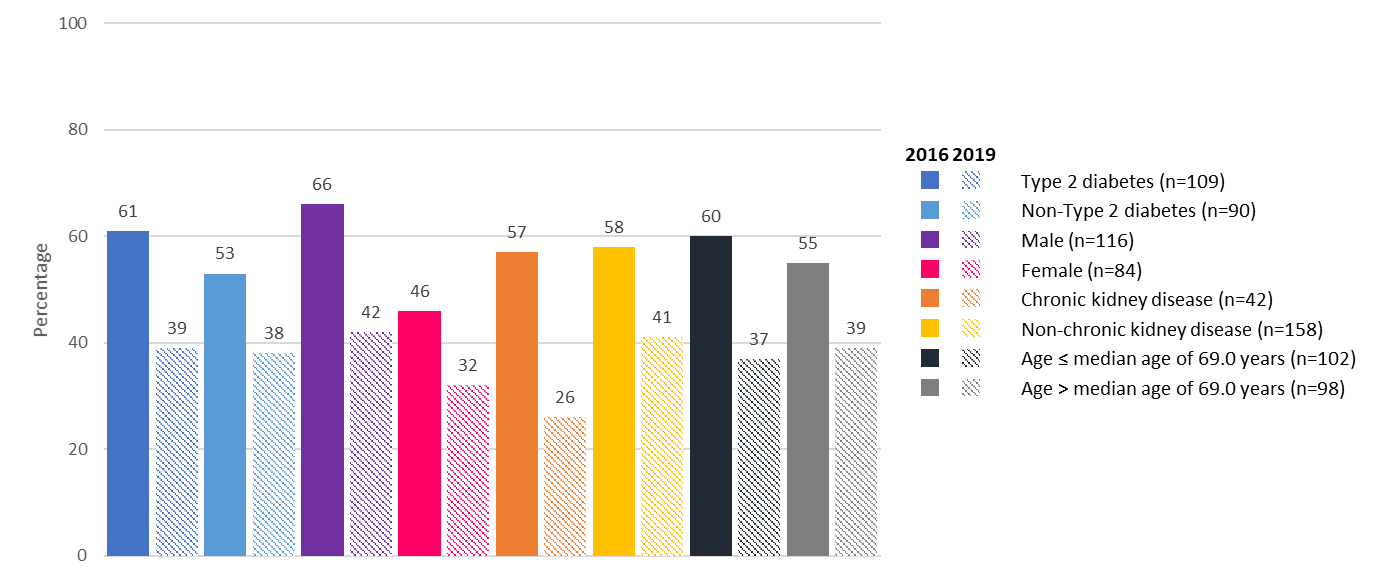 100
80
60
40
20
0
Percentage
61
39
53
38
66
42
46
32
57
26
58
41
60
37
55
39
2016 2019
Type 2 diabetes (n=109)
Non-Type 2 diabetes (n=90)
Male (n=116)
Female (n=84)
Chronic kidney disease (n=42)
Non-chronic kidney disease (n=158)
Age ≤ median age of 69.0 years (n=102)
Age > median age of 69.0 years (n=98)